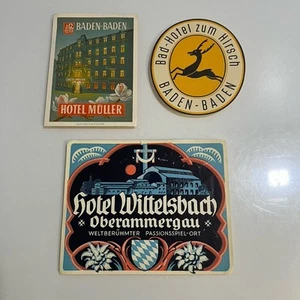 BADEN-BADEN
HOTEL MÜLLER
Bad-Hotel zum Hirsch
BADEN-BADEN
Hotel Wittelsbach
Oberammergau
WELTBERÜHMTER PASSIONSSPIEL-ORT